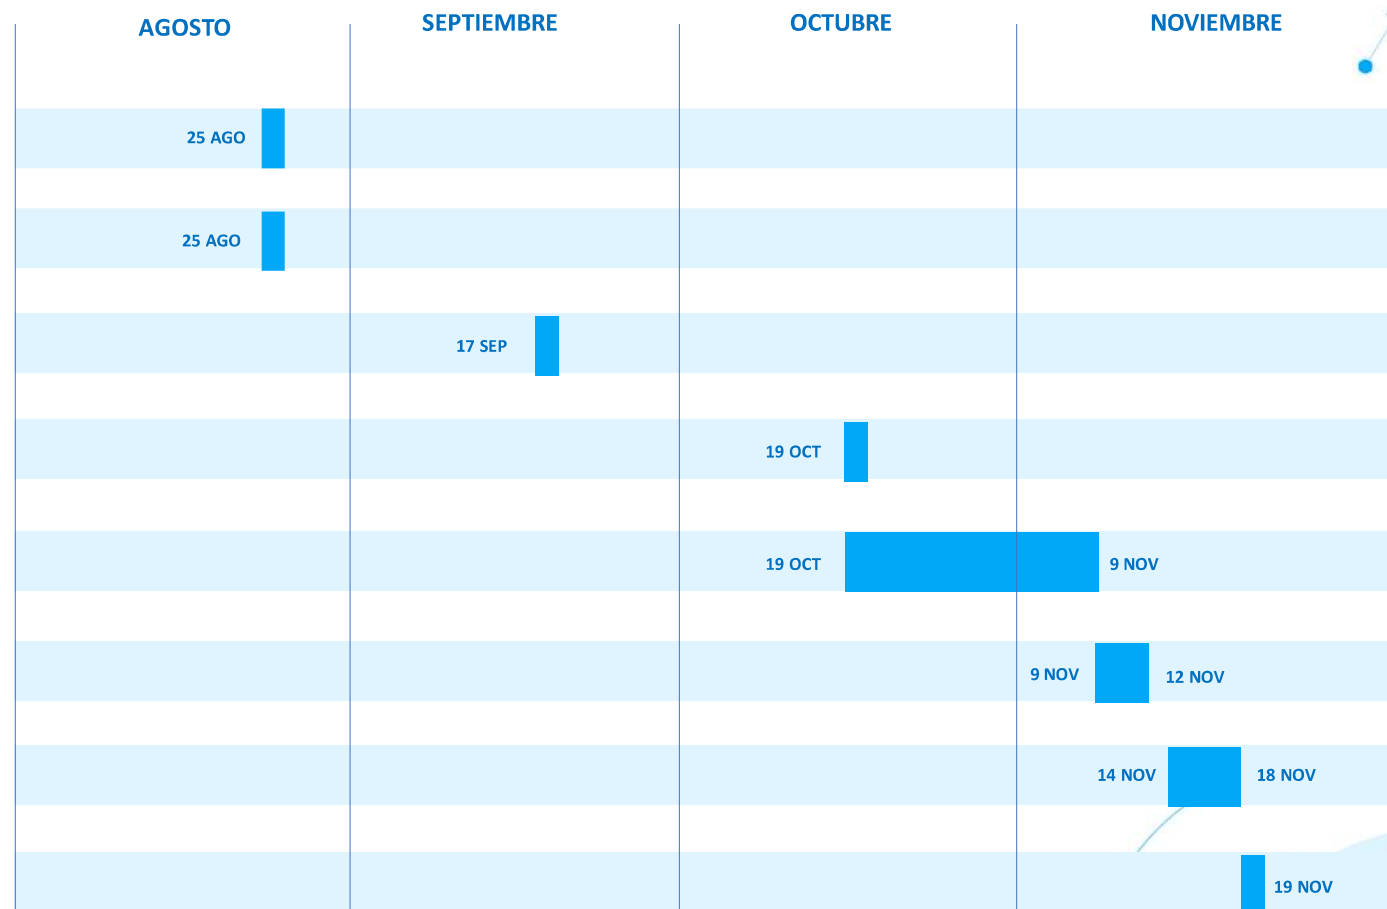 AGOSTO
SEPTIEMBRE
OCTUBRE
NOVIEMBRE
25 AGO
25 AGO
17 SEP
19 OCT
19 OCT
9 NOV
9 NOV
12 NOV
14 NOV
18 NOV
19 NOV